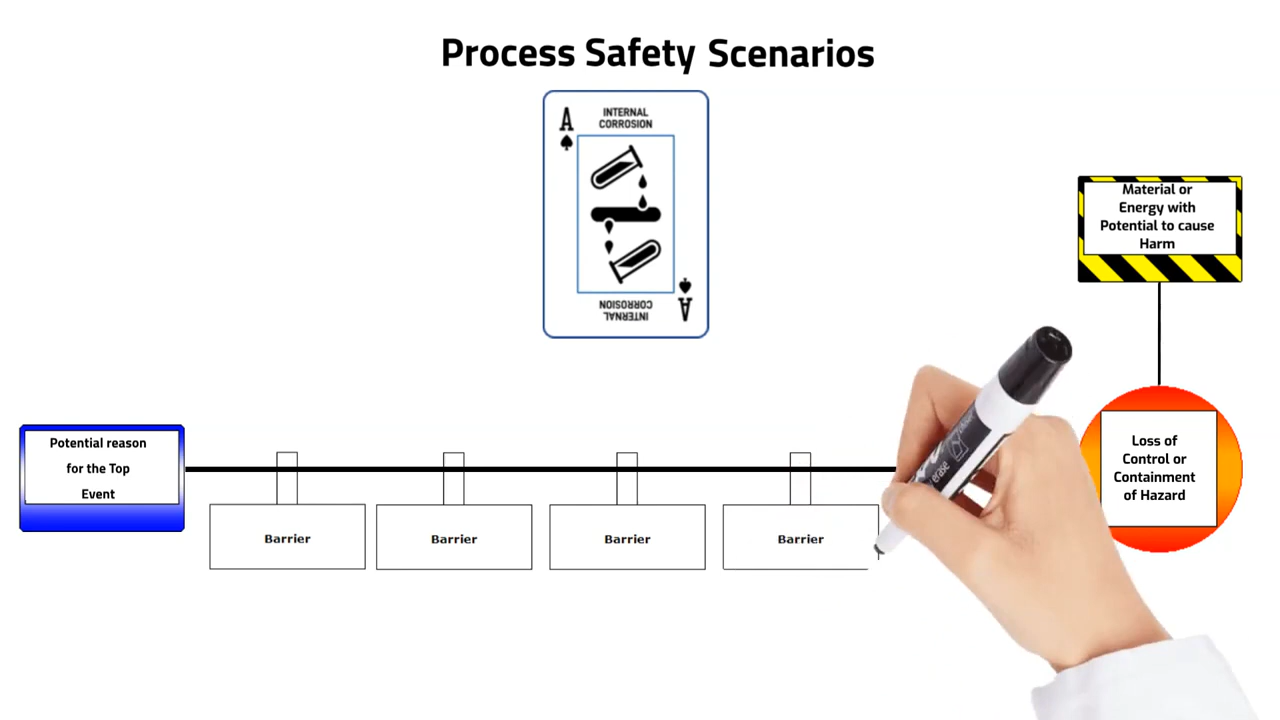 Process Safety Scenarios
A
INTERNAL
CORROSION
INTERNAL
CORROSION
A
Material or
Energy with
Potential to cause
Harm
Potential reason
for the Top
Event
Loss of
Control or
Containment
of Hazard
erase
Barrier
Barrier
Barrier
Barrier